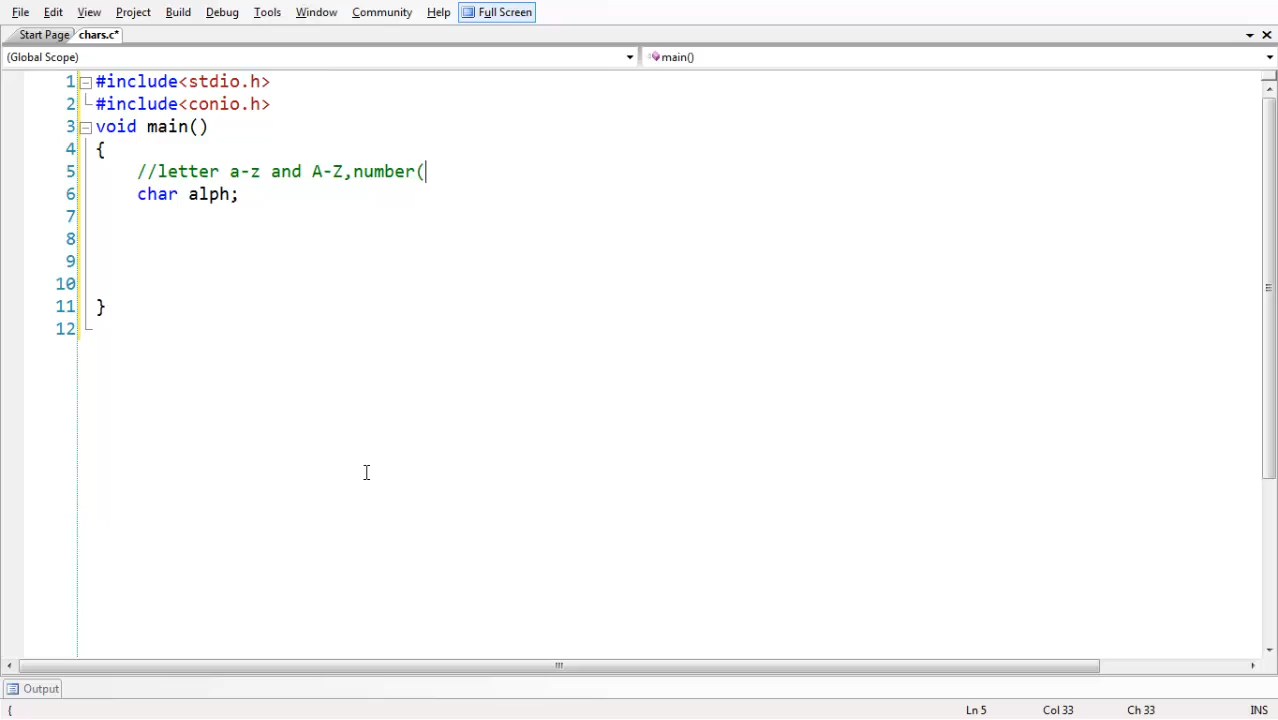 File Edit View Project Build Debug Tools Window Community Help Full Screen
Start Page chars.c*
(Global Scope) main()
1 #include<stdio.h>
2 #include<conio.h>
3 void main()
4 {
5 //letter a-z and A-Z,number(
6 char alph;
7
8
9
10
11 }
12
Output
{ Ln 5 Col 33 Ch 33 INS